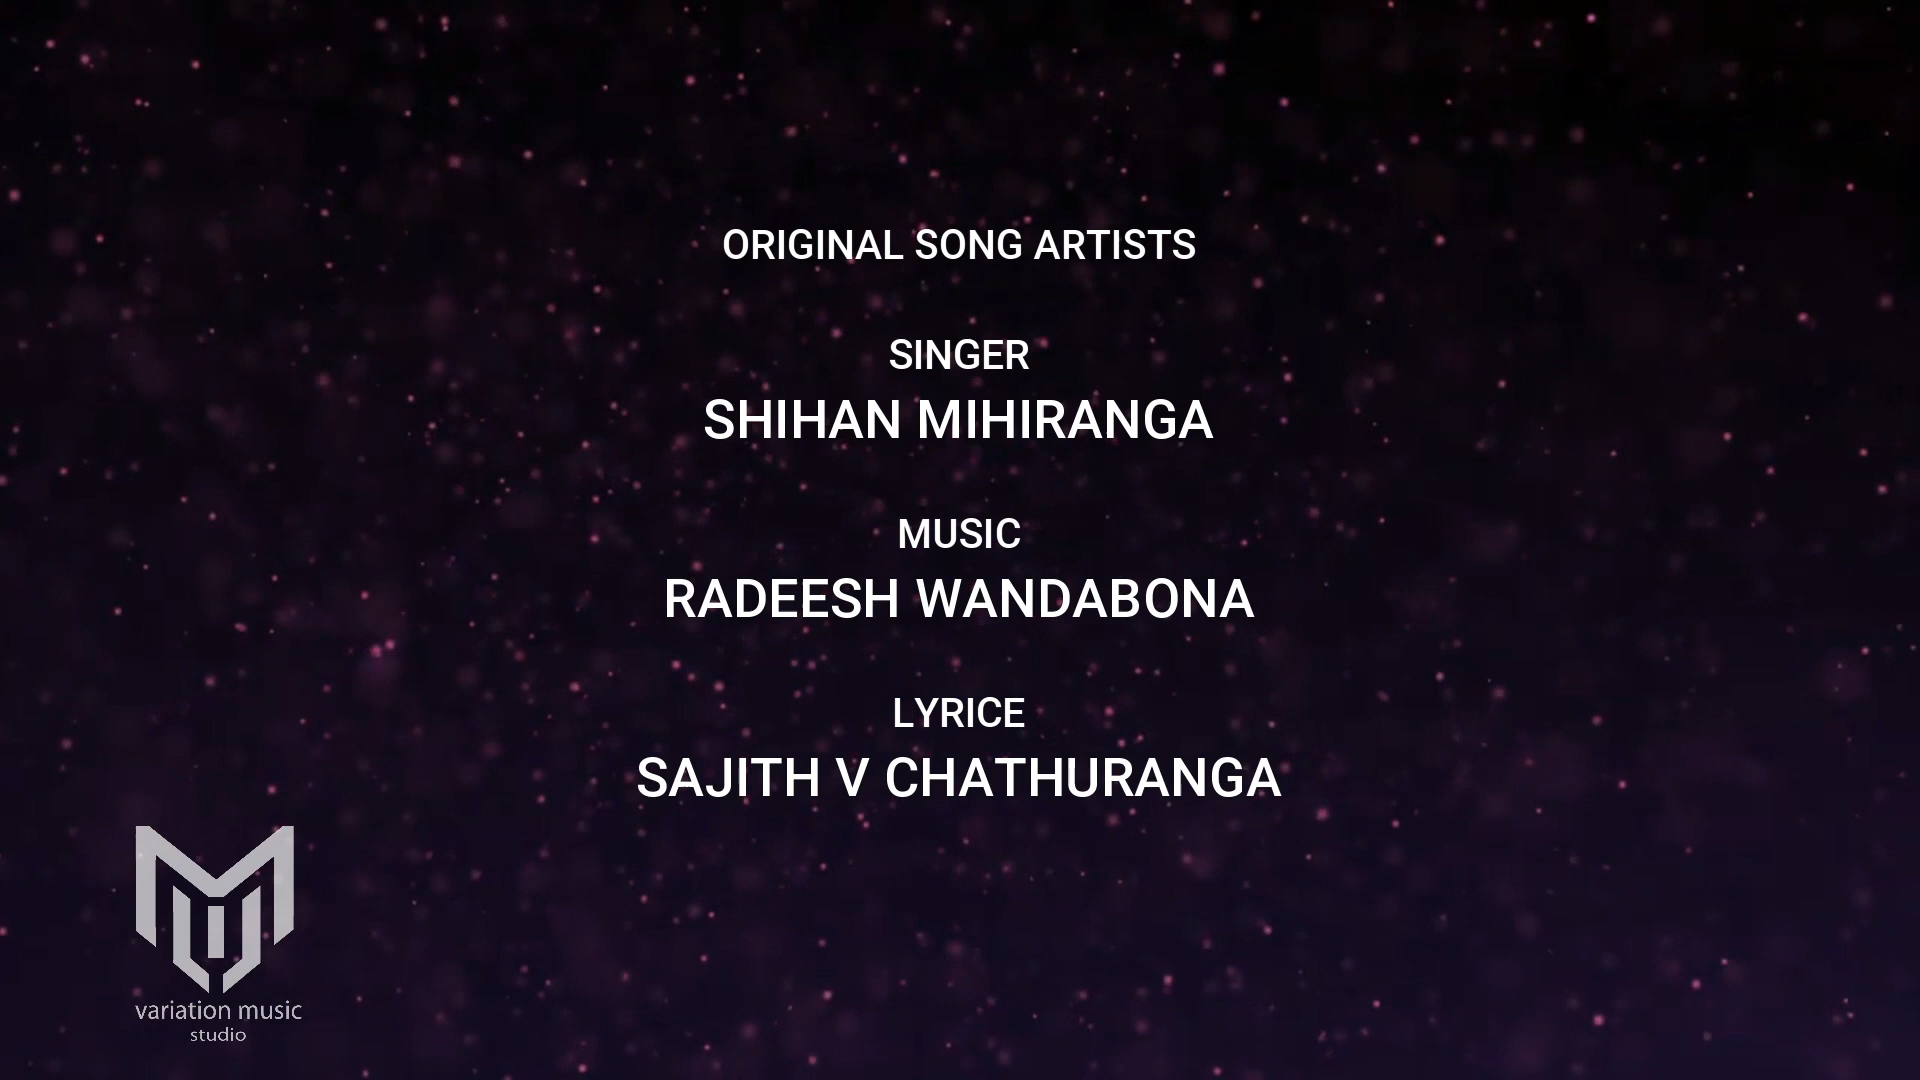 ORIGINAL SONG ARTISTS
SINGER
SHIHAN MIHIRANGA
MUSIC
RADEESH WANDABONA
LYRICE
SAJITH V CHATHURANGA
variation music
studio